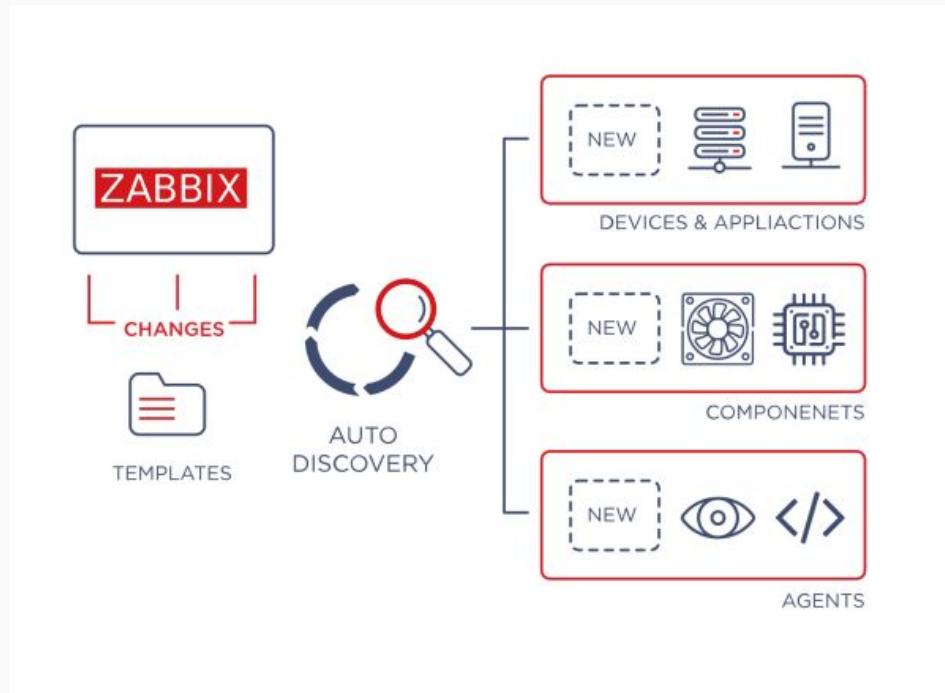 ZABBIX
CHANGES
TEMPLATES
AUTO
DISCOVERY
NEW
DEVICES & APPLIACTIONS
NEW
COMPONENETS
NEW
AGENTS